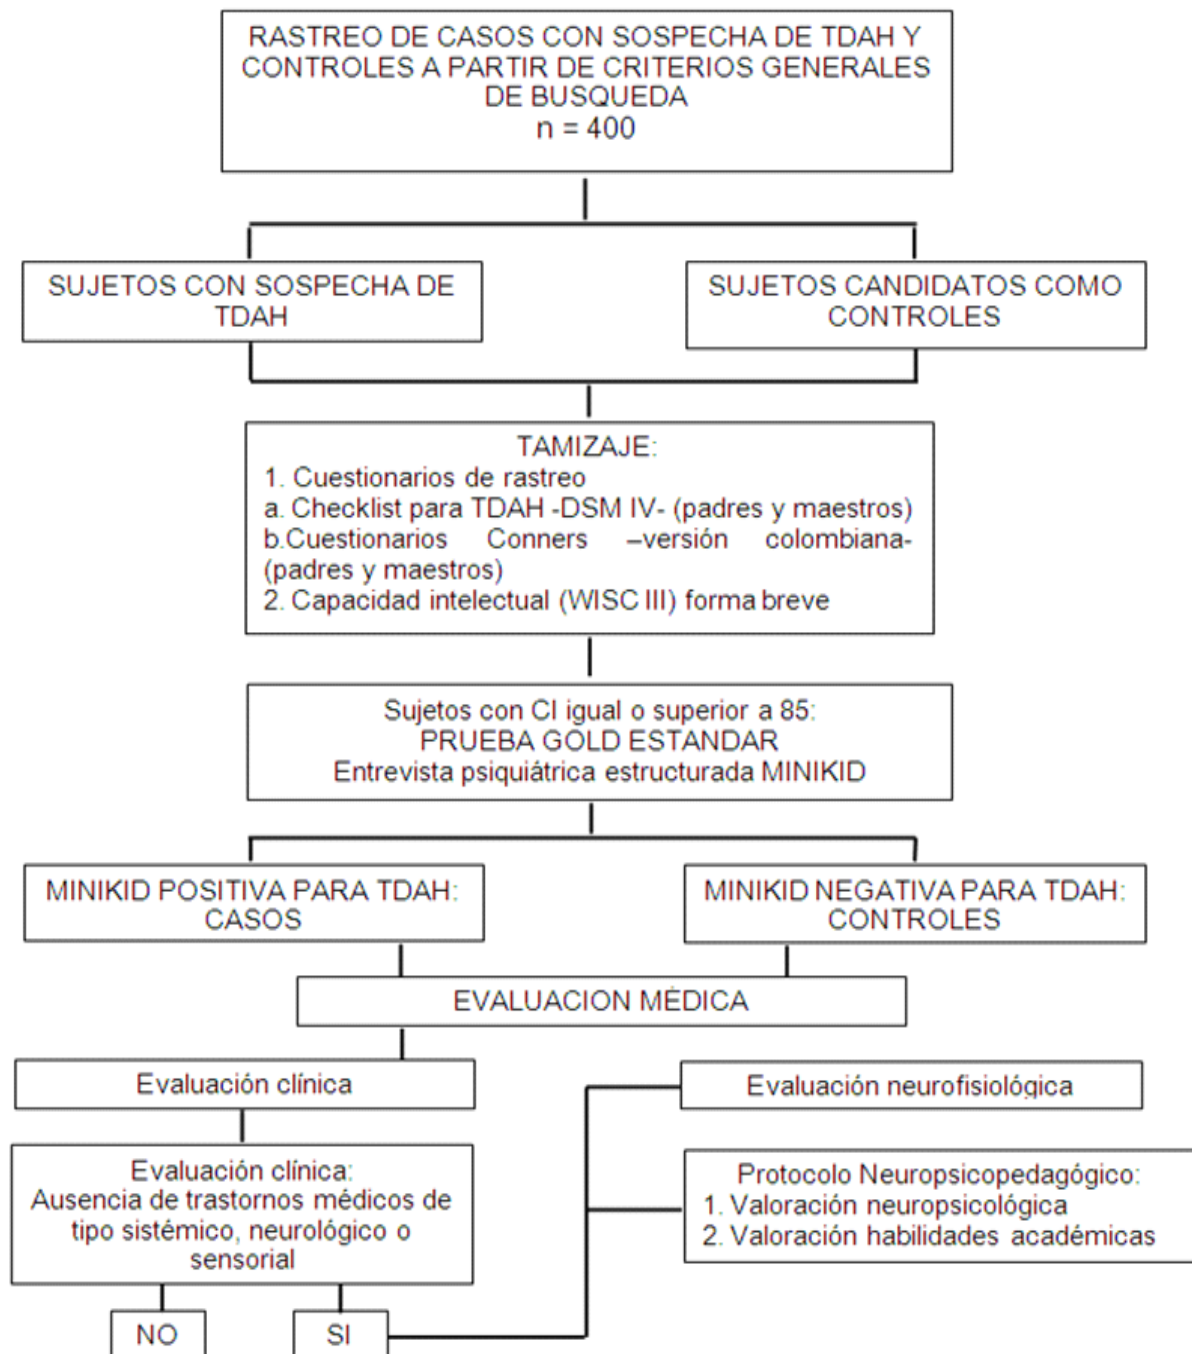 RASTREO DE CASOS CON SOSPECHA DE TDAH Y
CONTROLES A PARTIR DE CRITERIOS GENERALES
DE BUSQUEDA
n = 400
SUJETOS CON SOSPECHA DE
TDAH
SUJETOS CANDIDATOS COMO
CONTROLES
TAMIZAJE:
1. Cuestionarios de rastreo
a. Checklist para TDAH -DSM IV- (padres y maestros)
b.Cuestionarios Conners –versión colombiana-
(padres y maestros)
2. Capacidad intelectual (WISC III) forma breve
Sujetos con CI igual o superior a 85:
PRUEBA GOLD ESTANDAR
Entrevista psiquiátrica estructurada MINIKID
MINIKID POSITIVA PARA TDAH:
CASOS
MINIKID NEGATIVA PARA TDAH:
CONTROLES
EVALUACION MÉDICA
Evaluación clínica
Evaluación neurofisiológica
Evaluación clínica:
Ausencia de trastornos médicos de
tipo sistémico, neurológico o
sensorial
Protocolo Neuropsicopedagógico:
1. Valoración neuropsicológica
2. Valoración habilidades académicas
NO
SI